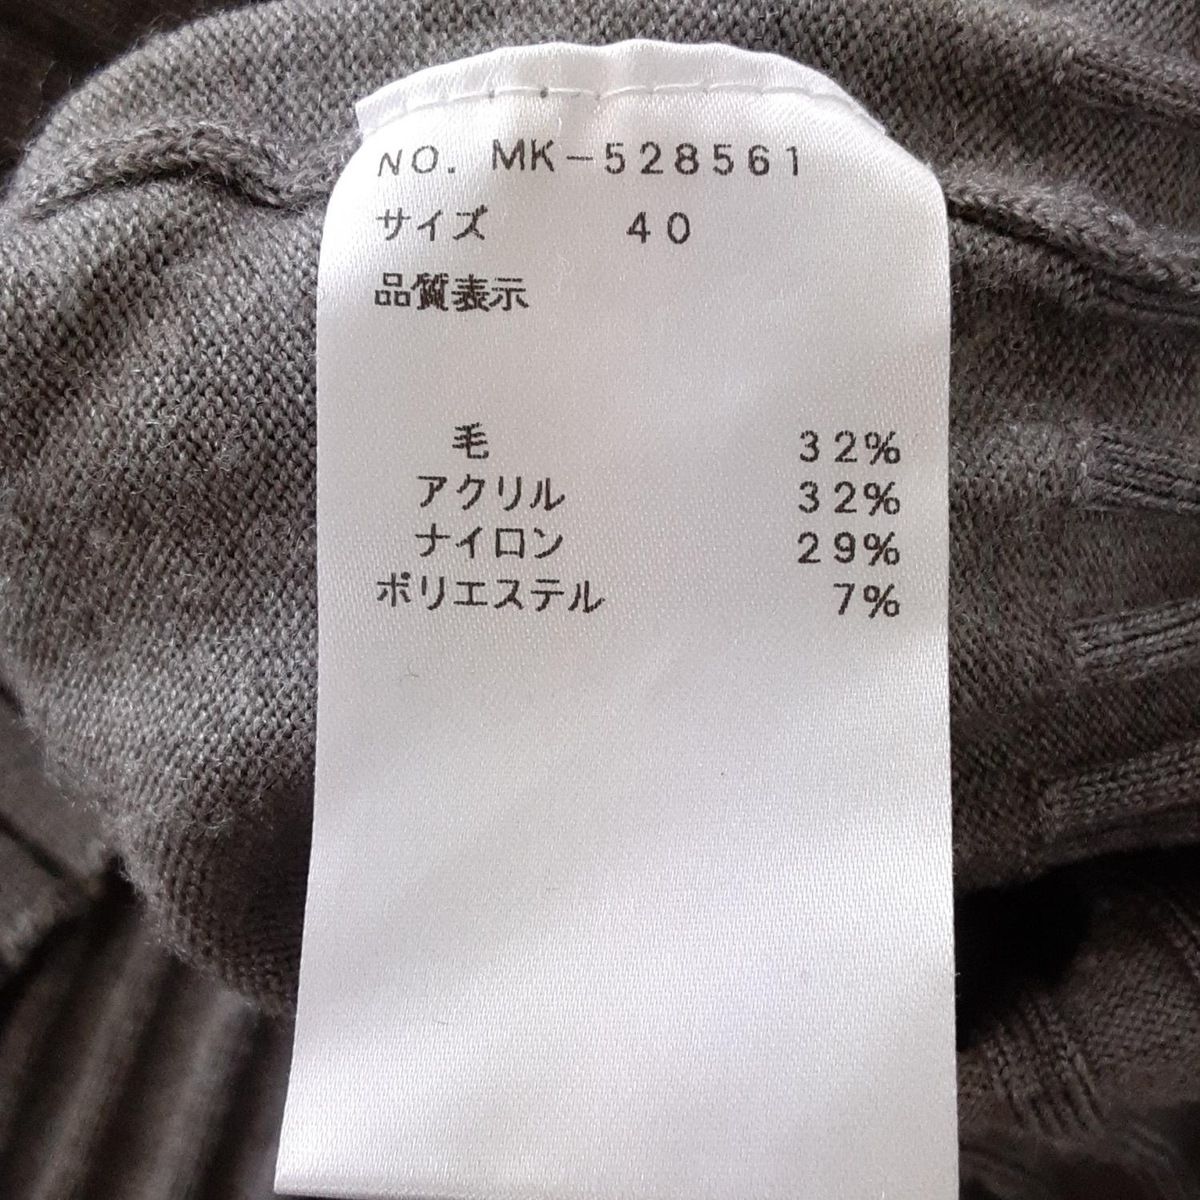 NO. MK-528561
サイズ 40
品質表示
毛 32%
アクリル 32%
ナイロン 29%
ポリエステル 7%